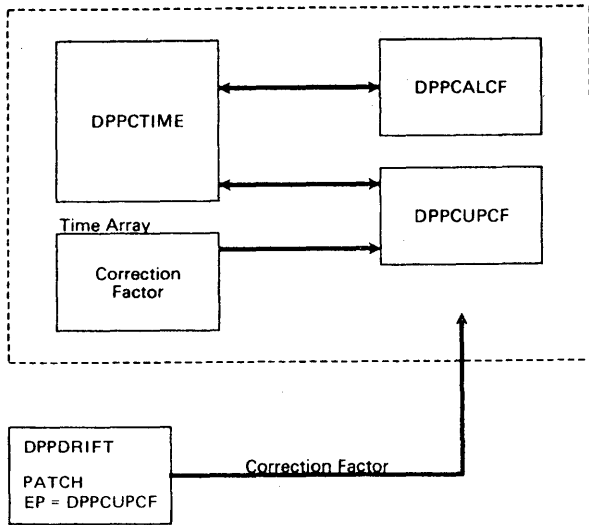 DPPCTIME
DPPCALCF
DPPCUPCF
Time Array
Correction
Factor
DPPDRIFT
PATCH
EP = DPPCUPCF
Correction Factor